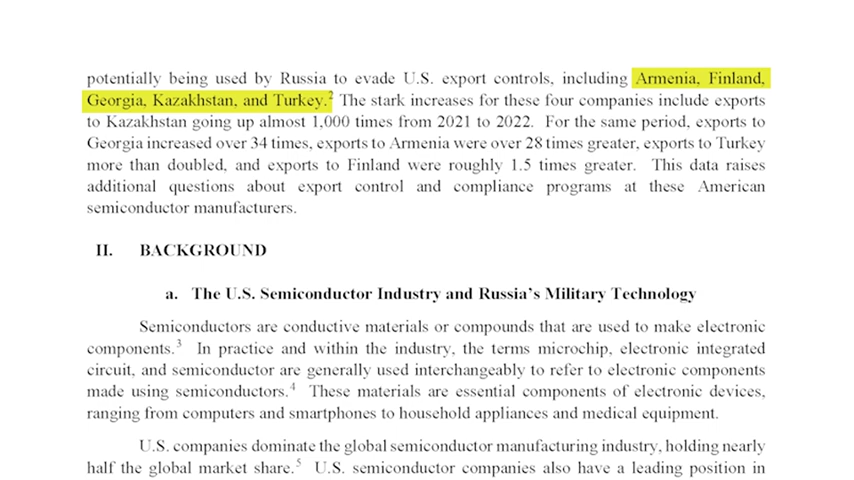 potentially being used by Russia to evade U.S. export controls, including Armenia, Finland,
Georgia, Kazakhstan, and Turkey.2 The stark increases for these four companies include exports
to Kazakhstan going up almost 1,000 times from 2021 to 2022. For the same period, exports to
Georgia increased over 34 times, exports to Armenia were over 28 times greater, exports to Turkey
more than doubled, and exports to Finland were roughly 1.5 times greater. This data raises
additional questions about export control and compliance programs at these American
semiconductor manufacturers.
II. BACKGROUND
a. The U.S. Semiconductor Industry and Russia's Military Technology
Semiconductors are conductive materials or compounds that are used to make electronic
components.3 In practice and within the industry, the terms microchip, electronic integrated
circuit, and semiconductor are generally used interchangeably to refer to electronic components
made using semiconductors.4 These materials are essential components of electronic devices,
ranging from computers and smartphones to household appliances and medical equipment.
U.S. companies dominate the global semiconductor manufacturing industry, holding nearly
half the global market share.5 U.S. semiconductor companies also have a leading position in